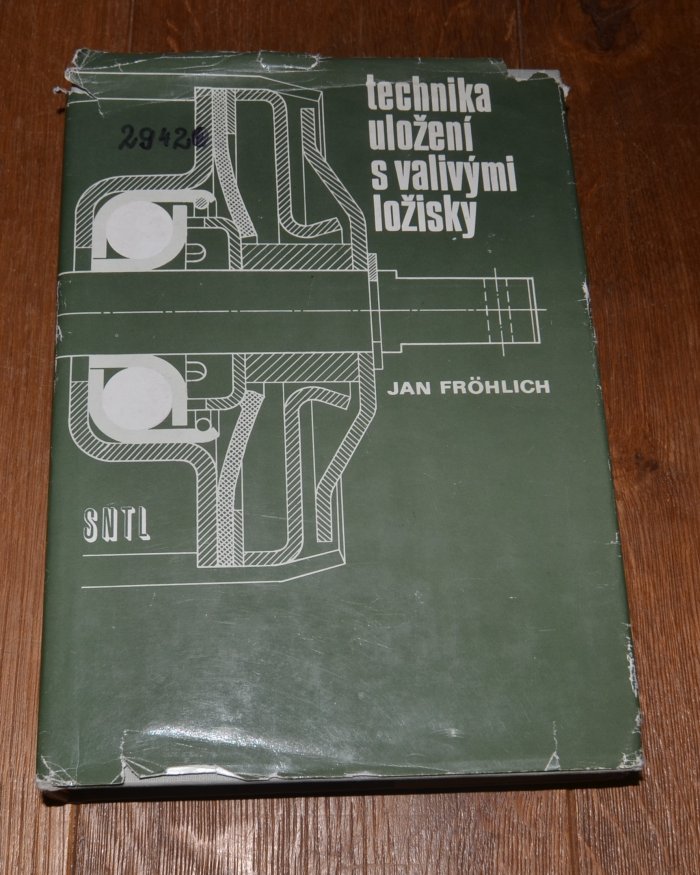 technika
uložení
s valivými
ložisky
29426
JAN FRÖHLICH
SNTL